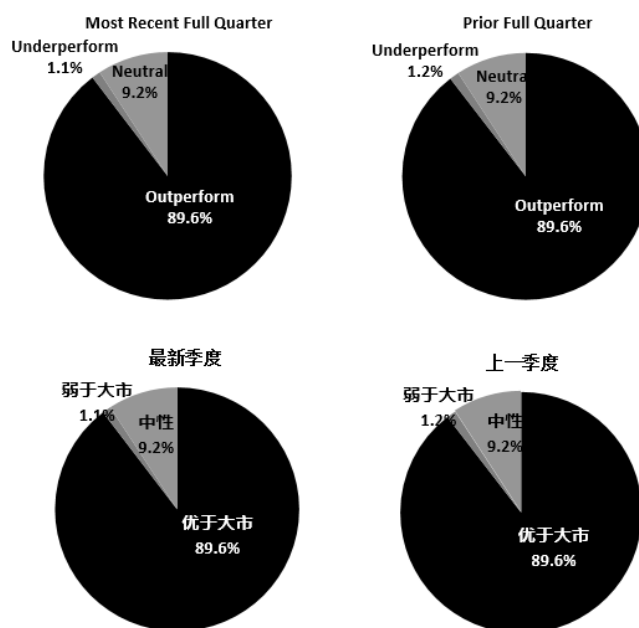 Most Recent Full Quarter
Underperform
1.1%
Neutral
9.2%
Outperform
89.6%
Prior Full Quarter
Underperform
1.2%
Neutral
9.2%
Outperform
89.6%
最新季度
弱于大市
1.1%
中性
9.2%
优于大市
89.6%
上一季度
弱于大市
1.2%
中性
9.2%
优于大市
89.6%